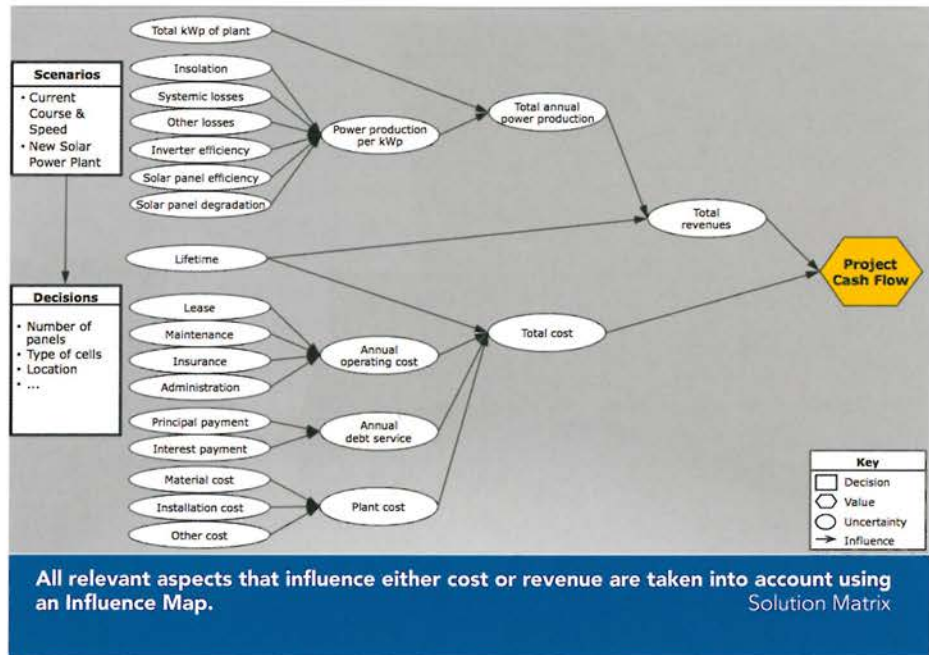 Scenarios
• Current
Course &
Speed
• New Solar
Power Plant
Decisions
• Number of
panels
• Type of cells
• Location
• ...
Total kWp of plant
Insolation
Systemic losses
Other losses
Inverter efficiency
Solar panel efficiency
Solar panel degradation
Lifetime
Lease
Maintenance
Insurance
Administration
Principal payment
Interest payment
Material cost
Installation cost
Other cost
Power production
per kWp
Annual
operating cost
Annual
debt service
Plant cost
Total annual
power production
Total cost
Total
revenues
Project
Cash Flow
Key
Decision
Value
Uncertainty
Influence
All relevant aspects that influence either cost or revenue are taken into account using
an Influence Map.
Solution Matrix